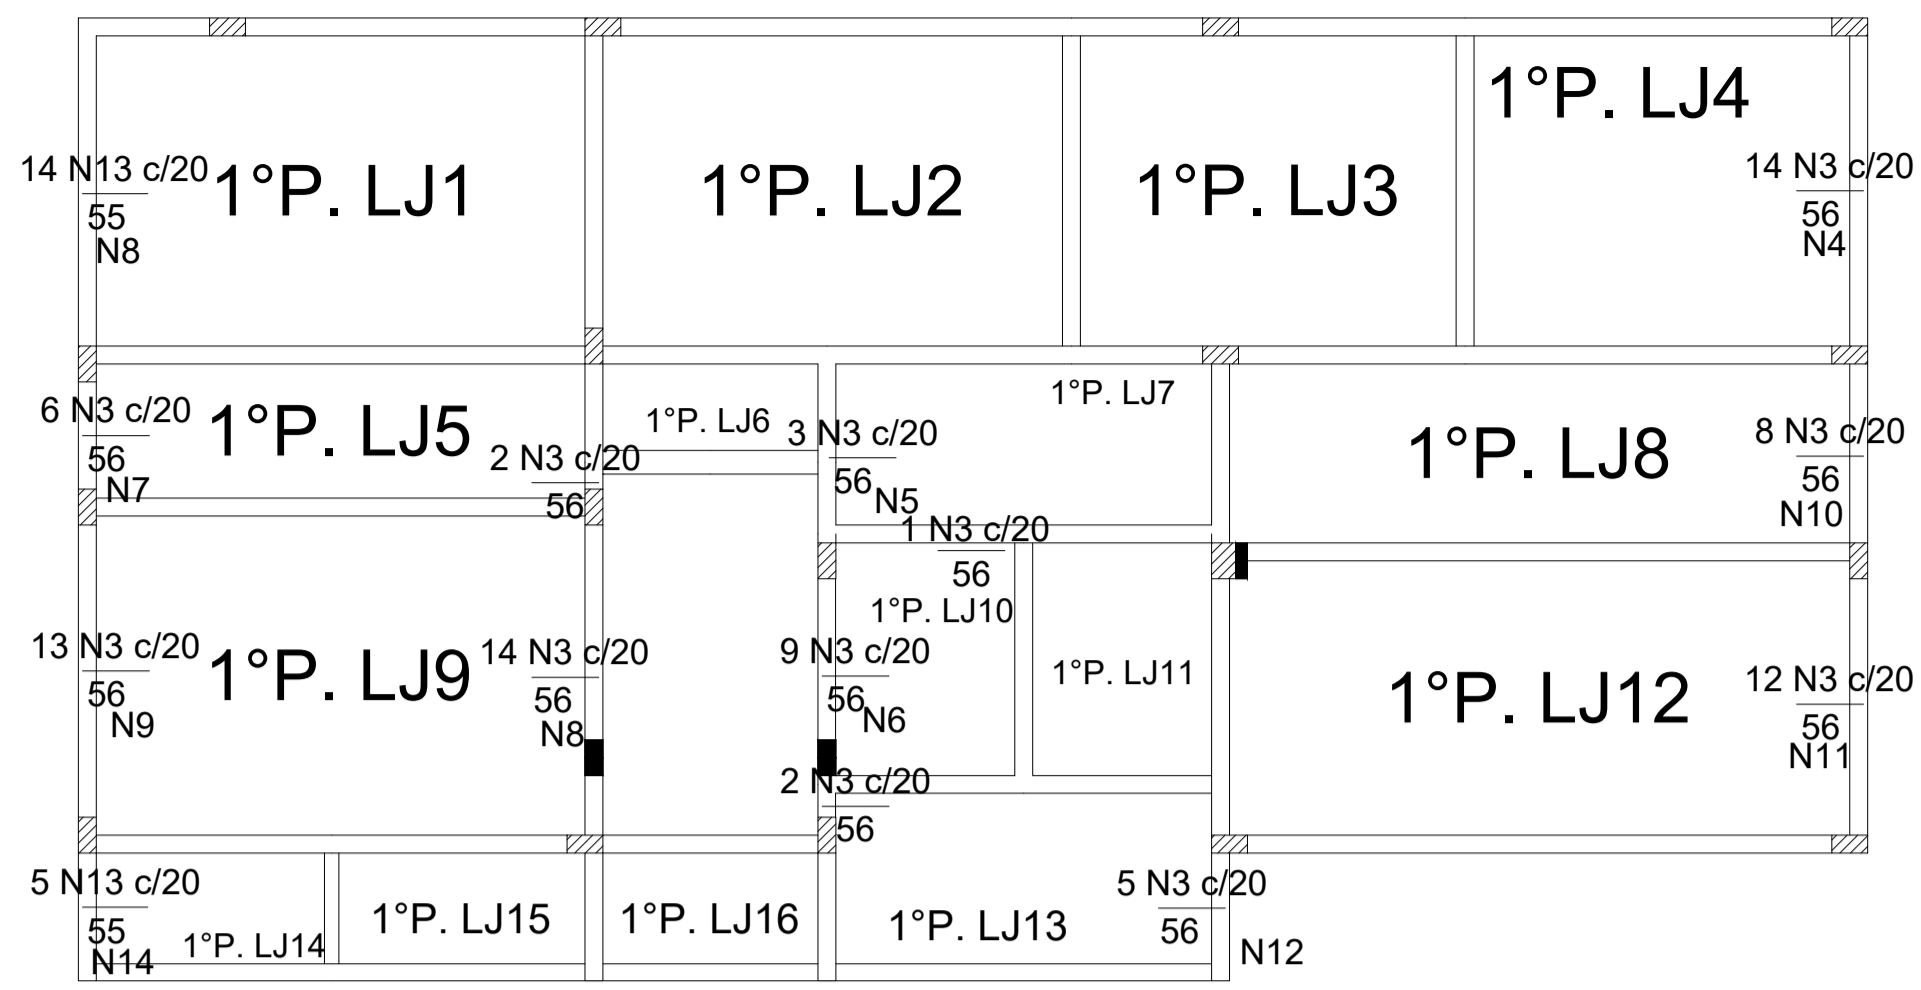 1°P. LJ4
14 N13 c/20
55
N8
1°P. LJ1
1°P. LJ2
1°P. LJ3
14 N3 c/20
56
N4
6 N3 c/20
56
N7
1°P. LJ5
2 N3 c/20
56
1°P. LJ6
3 N3 c/20
56
N5
1°P. LJ7
1°P. LJ8
8 N3 c/20
56
N10
1 N3 c/20
56
1°P. LJ10
13 N3 c/20
56
N9
1°P. LJ9
14 N3 c/20
56
N8
9 N3 c/20
56
N6
1°P. LJ11
1°P. LJ12
12 N3 c/20
56
N11
2 N3 c/20
56
5 N13 c/20
55
N14
1°P. LJ14
1°P. LJ15
1°P. LJ16
1°P. LJ13
5 N3 c/20
56
N12